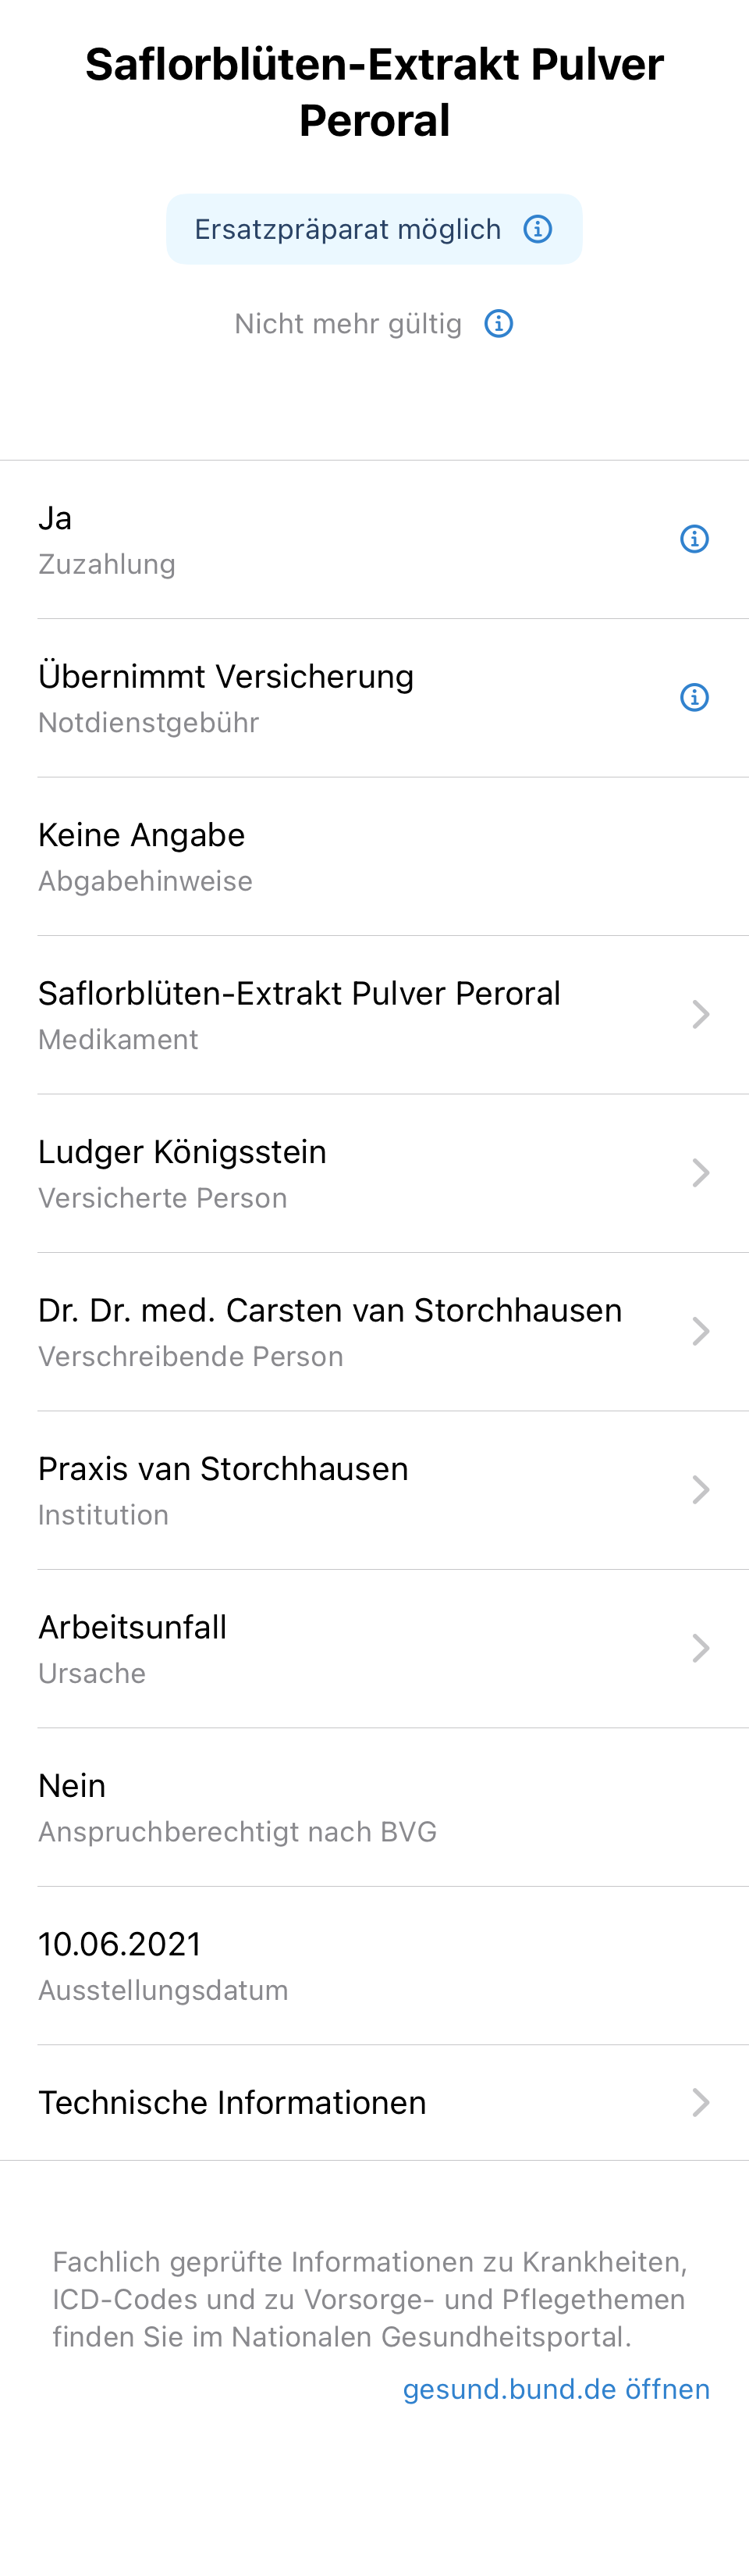 Saflorblüten-Extrakt Pulver
Peroral
Ersatzpräparat möglich
Nicht mehr gültig
Ja
Zuzahlung
Übernimmt Versicherung
Notdienstgebühr
Keine Angabe
Abgabehinweise
Saflorblüten-Extrakt Pulver Peroral
Medikament
Ludger Königsstein
Versicherte Person
Dr. Dr. med. Carsten van Storchhausen
Verschreibende Person
Praxis van Storchhausen
Institution
Arbeitsunfall
Ursache
Nein
Anspruchberechtigt nach BVG
10.06.2021
Ausstellungsdatum
Technische Informationen
Fachlich geprüfte Informationen zu Krankheiten,
ICD-Codes und zu Vorsorge- und Pflegethemen
finden Sie im Nationalen Gesundheitsportal.
gesund.bund.de öffnen